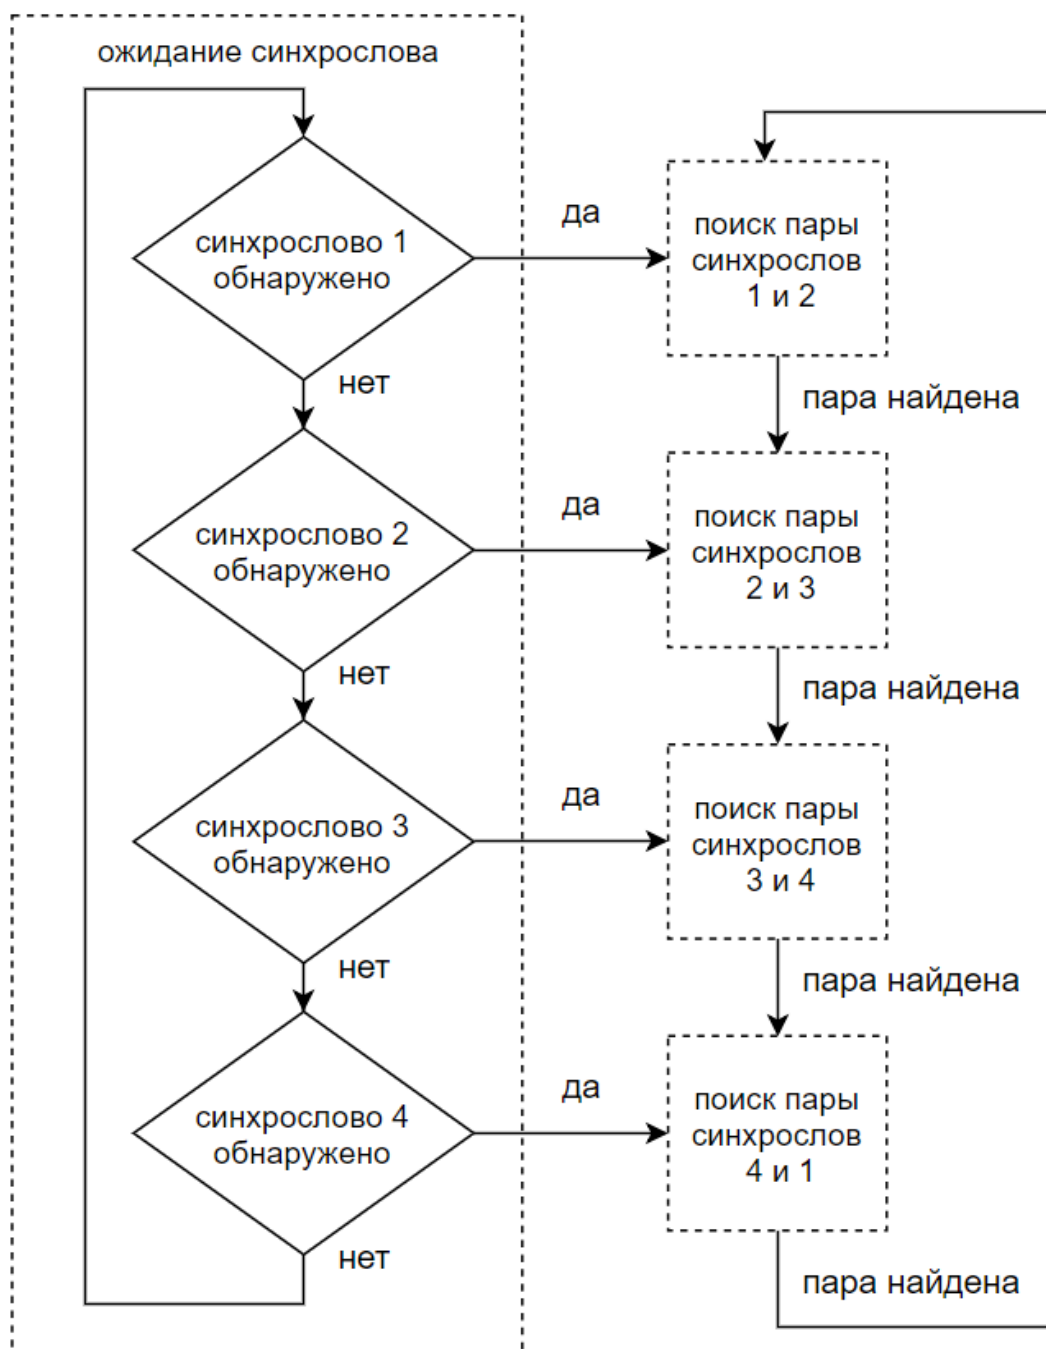 ожидание синхрослова
синхрослово 1
обнаружено
да
поиск пары
синхрослов
1 и 2
нет
пара найдена
синхрослово 2
обнаружено
да
поиск пары
синхрослов
2 и 3
нет
пара найдена
синхрослово 3
обнаружено
да
поиск пары
синхрослов
3 и 4
нет
пара найдена
синхрослово 4
обнаружено
да
поиск пары
синхрослов
4 и 1
нет
пара найдена